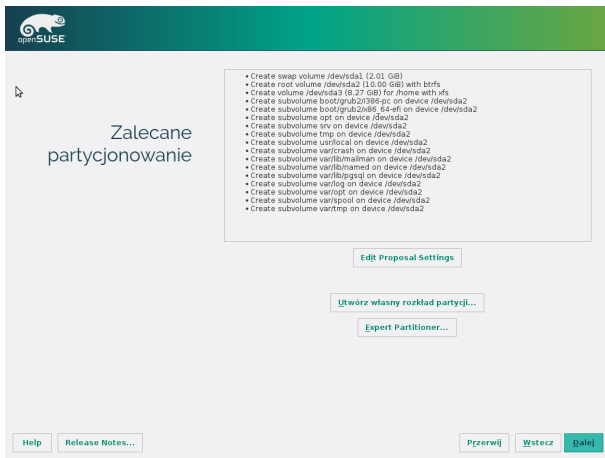 openSUSE
Zalecane
partycjonowanie
• Create swap volume /dev/sda1 (2.01 GiB)
• Create root volume /dev/sda2 (10.00 GiB) with btrfs
• Create volume /dev/sda3 (8.27 GiB) for /home with xfs
• Create subvolume boot/grub2/i386-pc on device /dev/sda2
• Create subvolume boot/grub2/x86_64-efi on device /dev/sda2
• Create subvolume opt on device /dev/sda2
• Create subvolume srv on device /dev/sda2
• Create subvolume tmp on device /dev/sda2
• Create subvolume usr/local on device /dev/sda2
• Create subvolume var/crash on device /dev/sda2
• Create subvolume var/lib/mailman on device /dev/sda2
• Create subvolume var/lib/named on device /dev/sda2
• Create subvolume var/lib/pgsql on device /dev/sda2
• Create subvolume var/log on device /dev/sda2
• Create subvolume var/opt on device /dev/sda2
• Create subvolume var/spool on device /dev/sda2
• Create subvolume var/tmp on device /dev/sda2
Edit Proposal Settings
Utwórz własny rozkład partycji...
Expert Partitioner...
Help
Release Notes...
Przerwij
Wstecz
Dalej